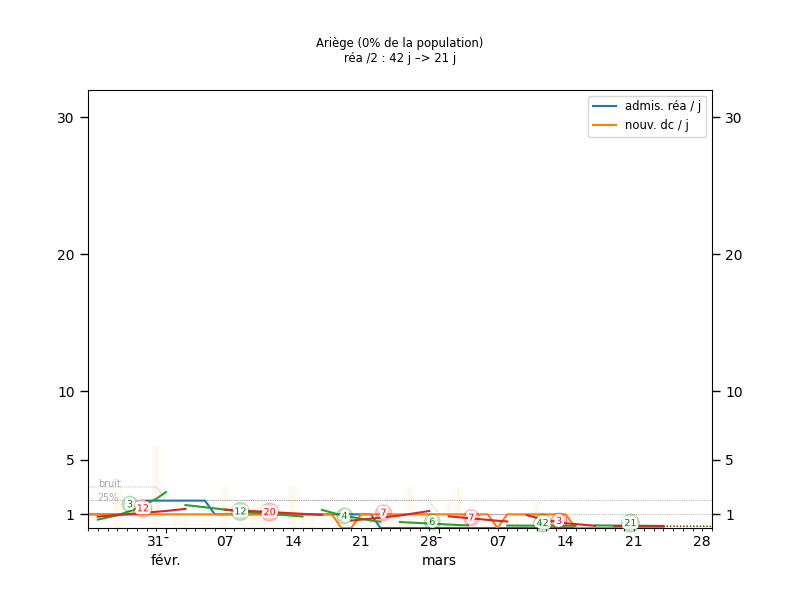 Ariège (0% de la population)
réa /2 : 42 j –> 21 j
admis. réa / j
nouv. dc / j
30 30
20 20
10 10
5 5
bruit
25%
3 12 12 20 4 7 6 7 42 3 21
1 1
31 07 14 21 28 07 14 21 28
févr. mars